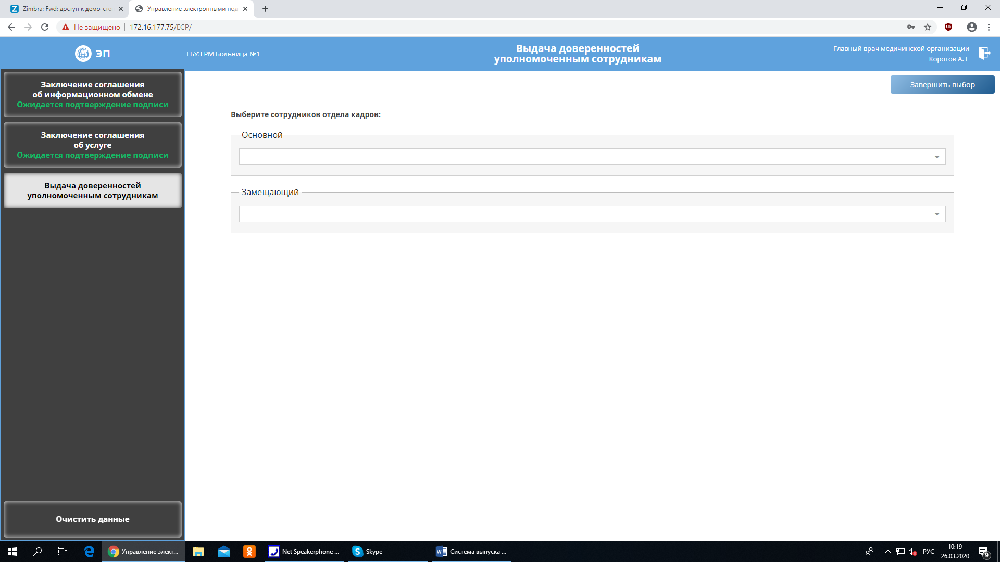 Zimbra: Fwd: доступ к демо-сте
Управление электронными под
Не защищено
172.16.177.75/ECP/
ЭП
ГБУЗ РМ Больница №1
Выдача доверенностей
уполномоченным сотрудникам
Главный врач медицинской организации
Коротов А. Е
Заключение соглашения
об информационном обмене
Ожидается подтверждение подписи
Заключение соглашения
об услуге
Ожидается подтверждение подписи
Выдача доверенностей
уполномоченным сотрудникам
Очистить данные
Завершить выбор
Выберите сотрудников отдела кадров:
Основной
Замещающий
Управление элект...
Net Speakerphone ...
Skype
Система выпуска ...
РУС
10:19
26.03.2020
9